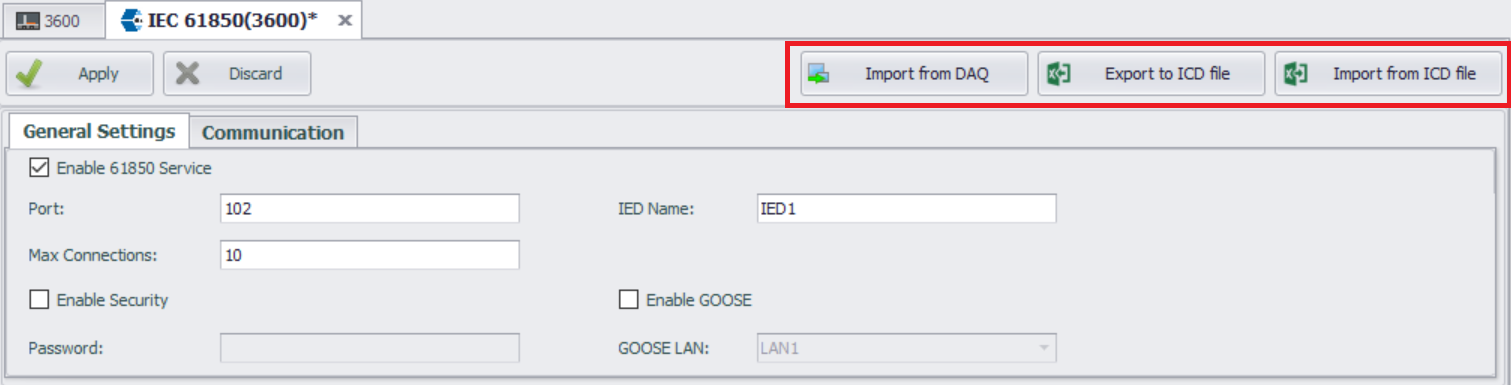 3600 IEC 61850(3600)*
Apply Discard Import from DAQ Export to ICD file Import from ICD file
General Settings Communication
Enable 61850 Service
Port: 102 IED Name: IED1
Max Connections: 10
Enable Security Enable GOOSE
Password: GOOSE LAN: LAN1